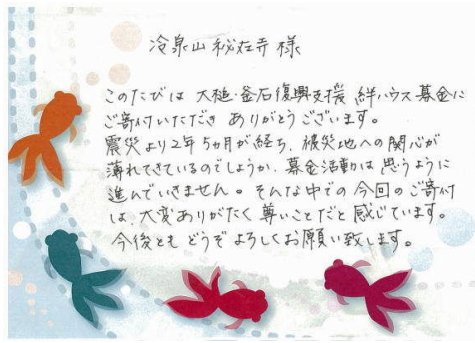 冷泉山 秘在寺 様
このたびは 大槌・釜石復興支援 絆ハウス募金に
ご寄付いただき ありがとうございます。
震災より2年5ヵ月が経ち、被災地への関心が
薄れてきているのでしょうか、募金活動は思うように
進んでいきません。そんな中での今回のご寄付
は、大変ありがたく尊いことだと感じています。
今後とも どうぞよろしくお願い致します。